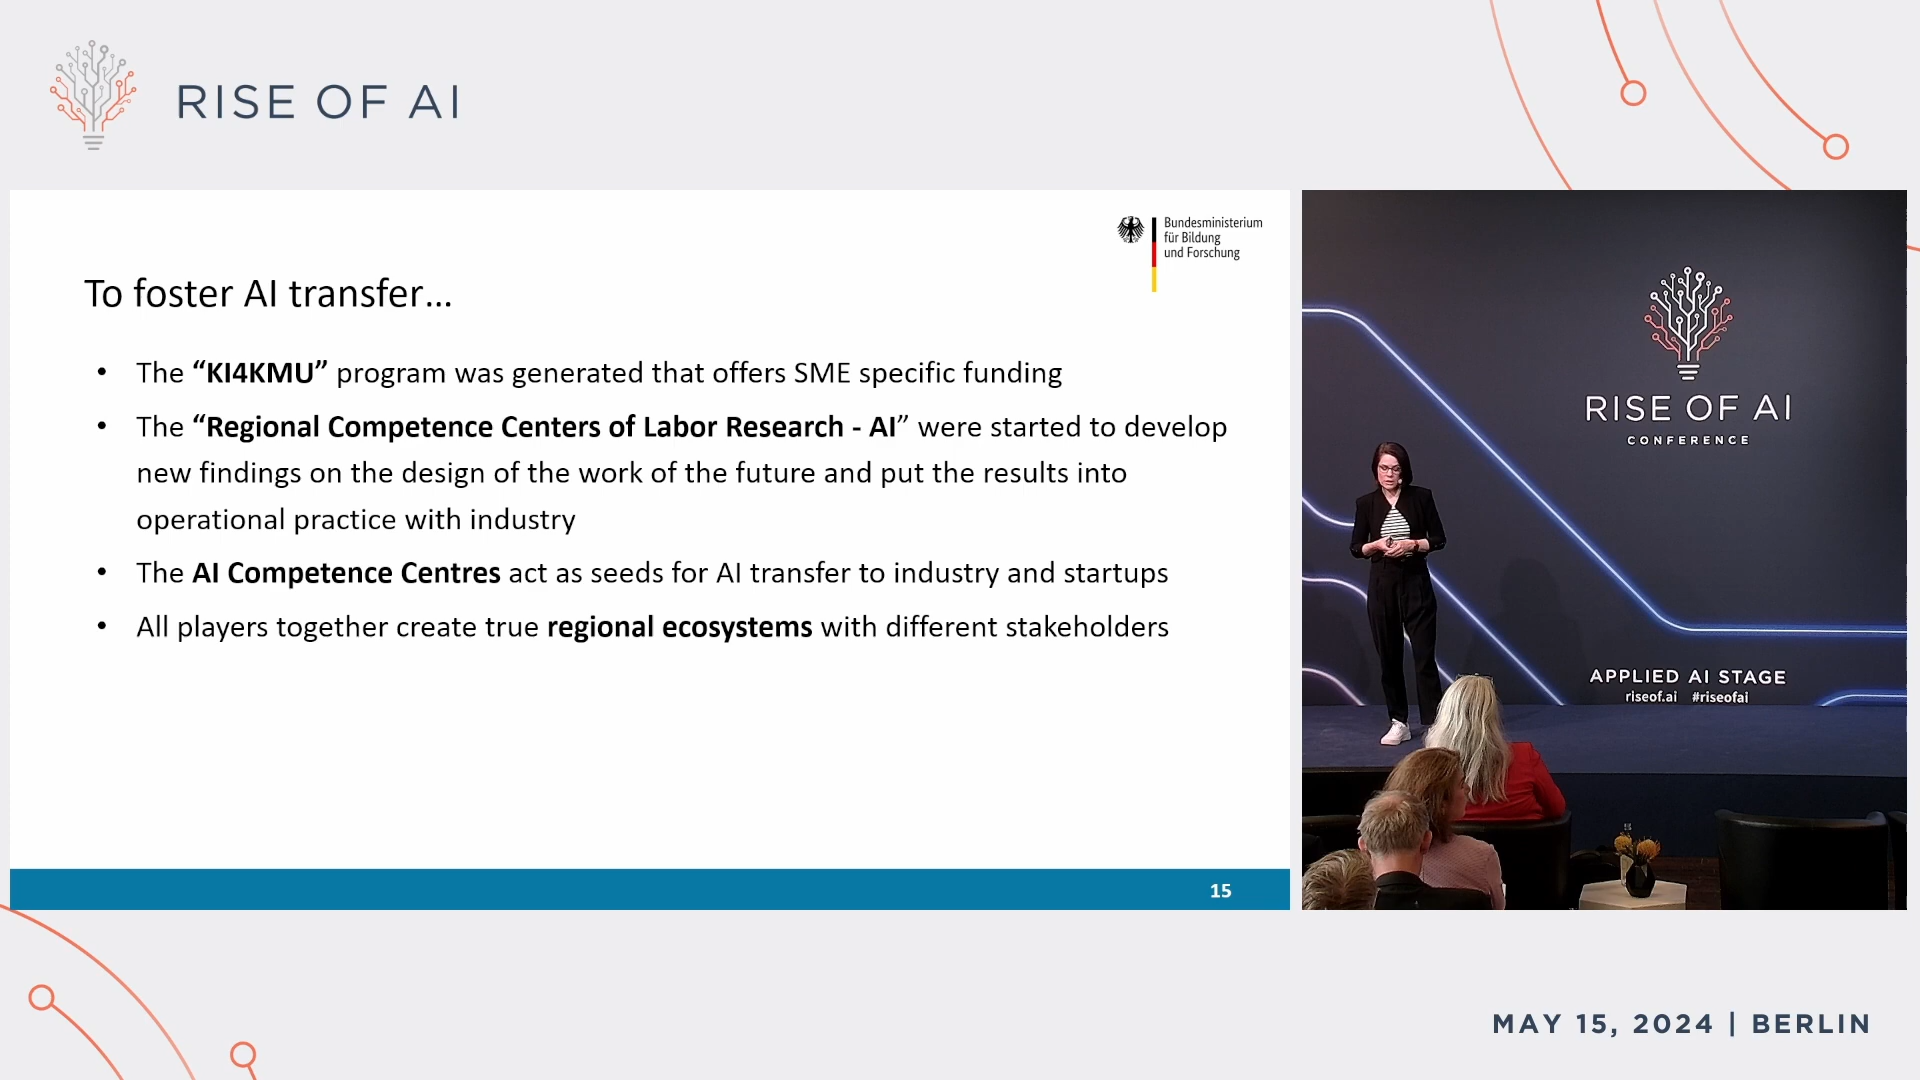 RISE OF AI
Bundesministerium
für Bildung
und Forschung
To foster AI transfer...
• The “KI4KMU” program was generated that offers SME specific funding
• The “Regional Competence Centers of Labor Research - AI” were started to develop
new findings on the design of the work of the future and put the results into
operational practice with industry
• The AI Competence Centres act as seeds for AI transfer to industry and startups
• All players together create true regional ecosystems with different stakeholders
15
RISE OF AI
CONFERENCE
APPLIED AI STAGE
riseof.ai #riseofai
MAY 15, 2024 | BERLIN